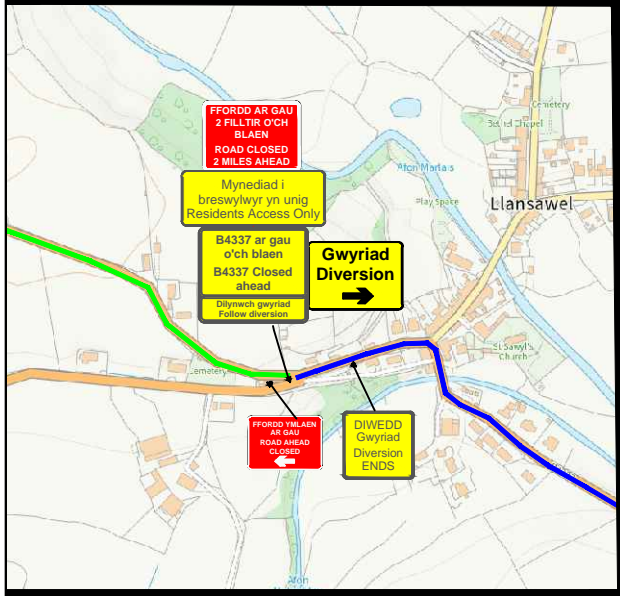 FFORDD AR GAU
2 FILLTIR O'CH
BLAEN
ROAD CLOSED
2 MILES AHEAD
Mynediad i
breswylwyr yn unig
Residents Access Only
B4337 ar gau
o'ch blaen
B4337 Closed
ahead
Dilynwch gwyriad
Follow diversion
Gwyriad
Diversion
Cemetery
Bethel Chapel
Afon Marlais
Play Space
Llansawel
St Sawyl's
Church
Cemetery
FFORDD YMLAEN
AR GAU
ROAD AHEAD
CLOSED
DIWEDD
Gwyriad
Diversion
ENDS
Afon